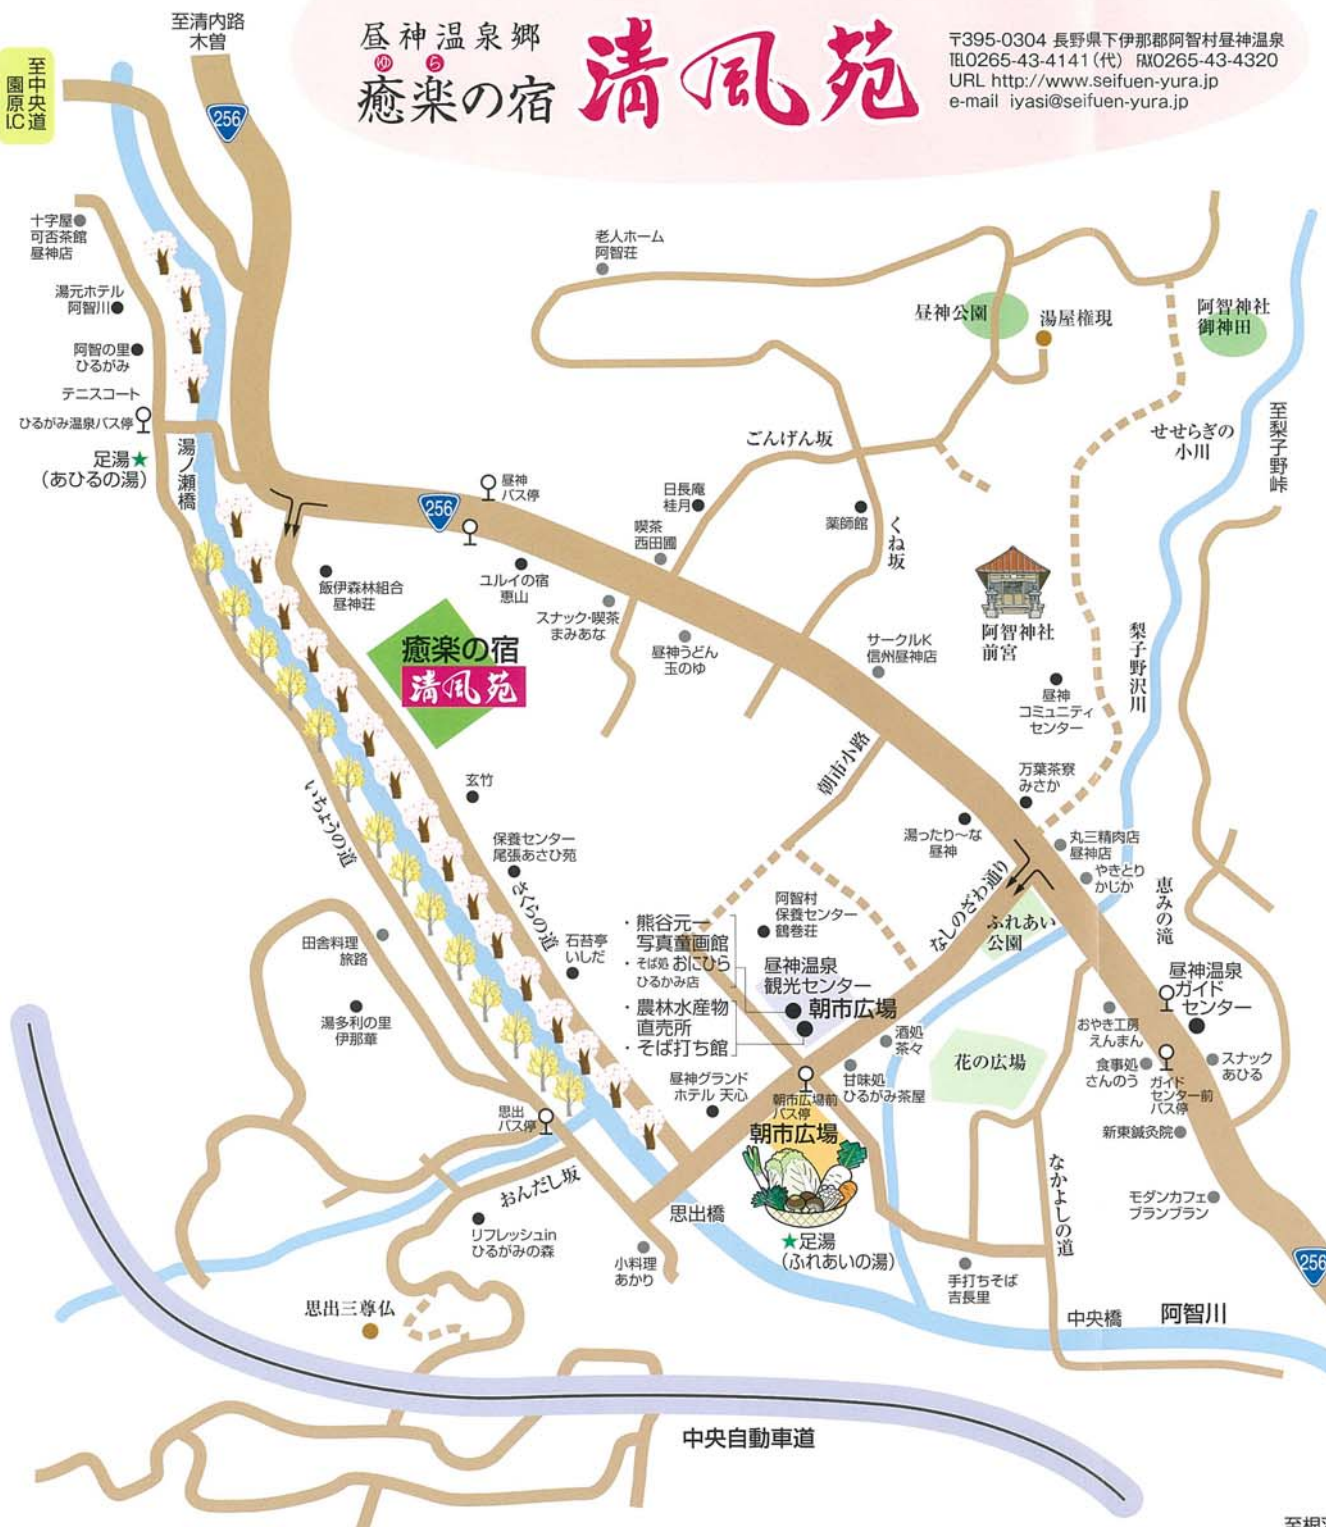 至清内路
木曽
至中央道
園原I.C
256
昼神温泉郷
ゆら
癒楽の宿
清風苑
〒395-0304 長野県下伊那郡阿智村昼神温泉
TEL0265-43-4141(代) FAX0265-43-4320
URL http://www.seifuen-yura.jp
e-mail iyasi@seifuen-yura.jp
十字屋
可否茶館
昼神店
湯元ホテル
阿智川
阿智の里
ひるがみ
テニスコート
ひるがみ温泉バス停
足湯★
(あひるの湯)
湯ノ瀬橋
老人ホーム
阿智荘
昼神公園
湯屋権現
阿智神社
御神田
至梨子野峠
せせらぎの
小川
ごんげん坂
256
昼神
バス停
日長庵
桂月
喫茶
西田圃
薬師館
くね坂
飯伊森林組合
昼神荘
ユルイの宿
恵山
スナック・喫茶
まみあな
昼神うどん
玉のゆ
癒楽の宿
清風苑
サークルK
信州昼神店
阿智神社
前宮
梨子野沢川
昼神
コミュニティ
センター
朝市小路
万葉茶寮
みさか
湯ったり~な
昼神
丸三精肉店
昼神店
やきとり
かじか
玄竹
いちょうの道
保養センター
尾張あさひ苑
さくらの道
石苔亭
いしだ
なしのざわ通り
ふれあい
公園
恵みの滝
阿智村
保養センター
鶴巻荘
・熊谷元一
写真童画館
・そば処 おにひら
ひるかみ店
・農林水産物
直売所
・そば打ち館
昼神温泉
観光センター
朝市広場
昼神温泉
ガイド
センター
田舎料理
旅路
湯多利の里
伊那華
酒処
茶々
花の広場
おやき工房
えんまん
食事処
さんのう
スナック
あひる
ガイド
センター前
バス停
昼神グランド
ホテル 天心
甘味処
ひるがみ茶屋
朝市広場前
バス停
朝市広場
思出
バス停
新東鍼灸院
おんだし坂
なかよしの道
モダンカフェ
ブランブラン
リフレッシュin
ひるがみの森
思出橋
小料理
あかり
★足湯
(ふれあいの湯)
手打ちそば
吉長里
256
思出三尊仏
中央橋
阿智川
中央自動車道